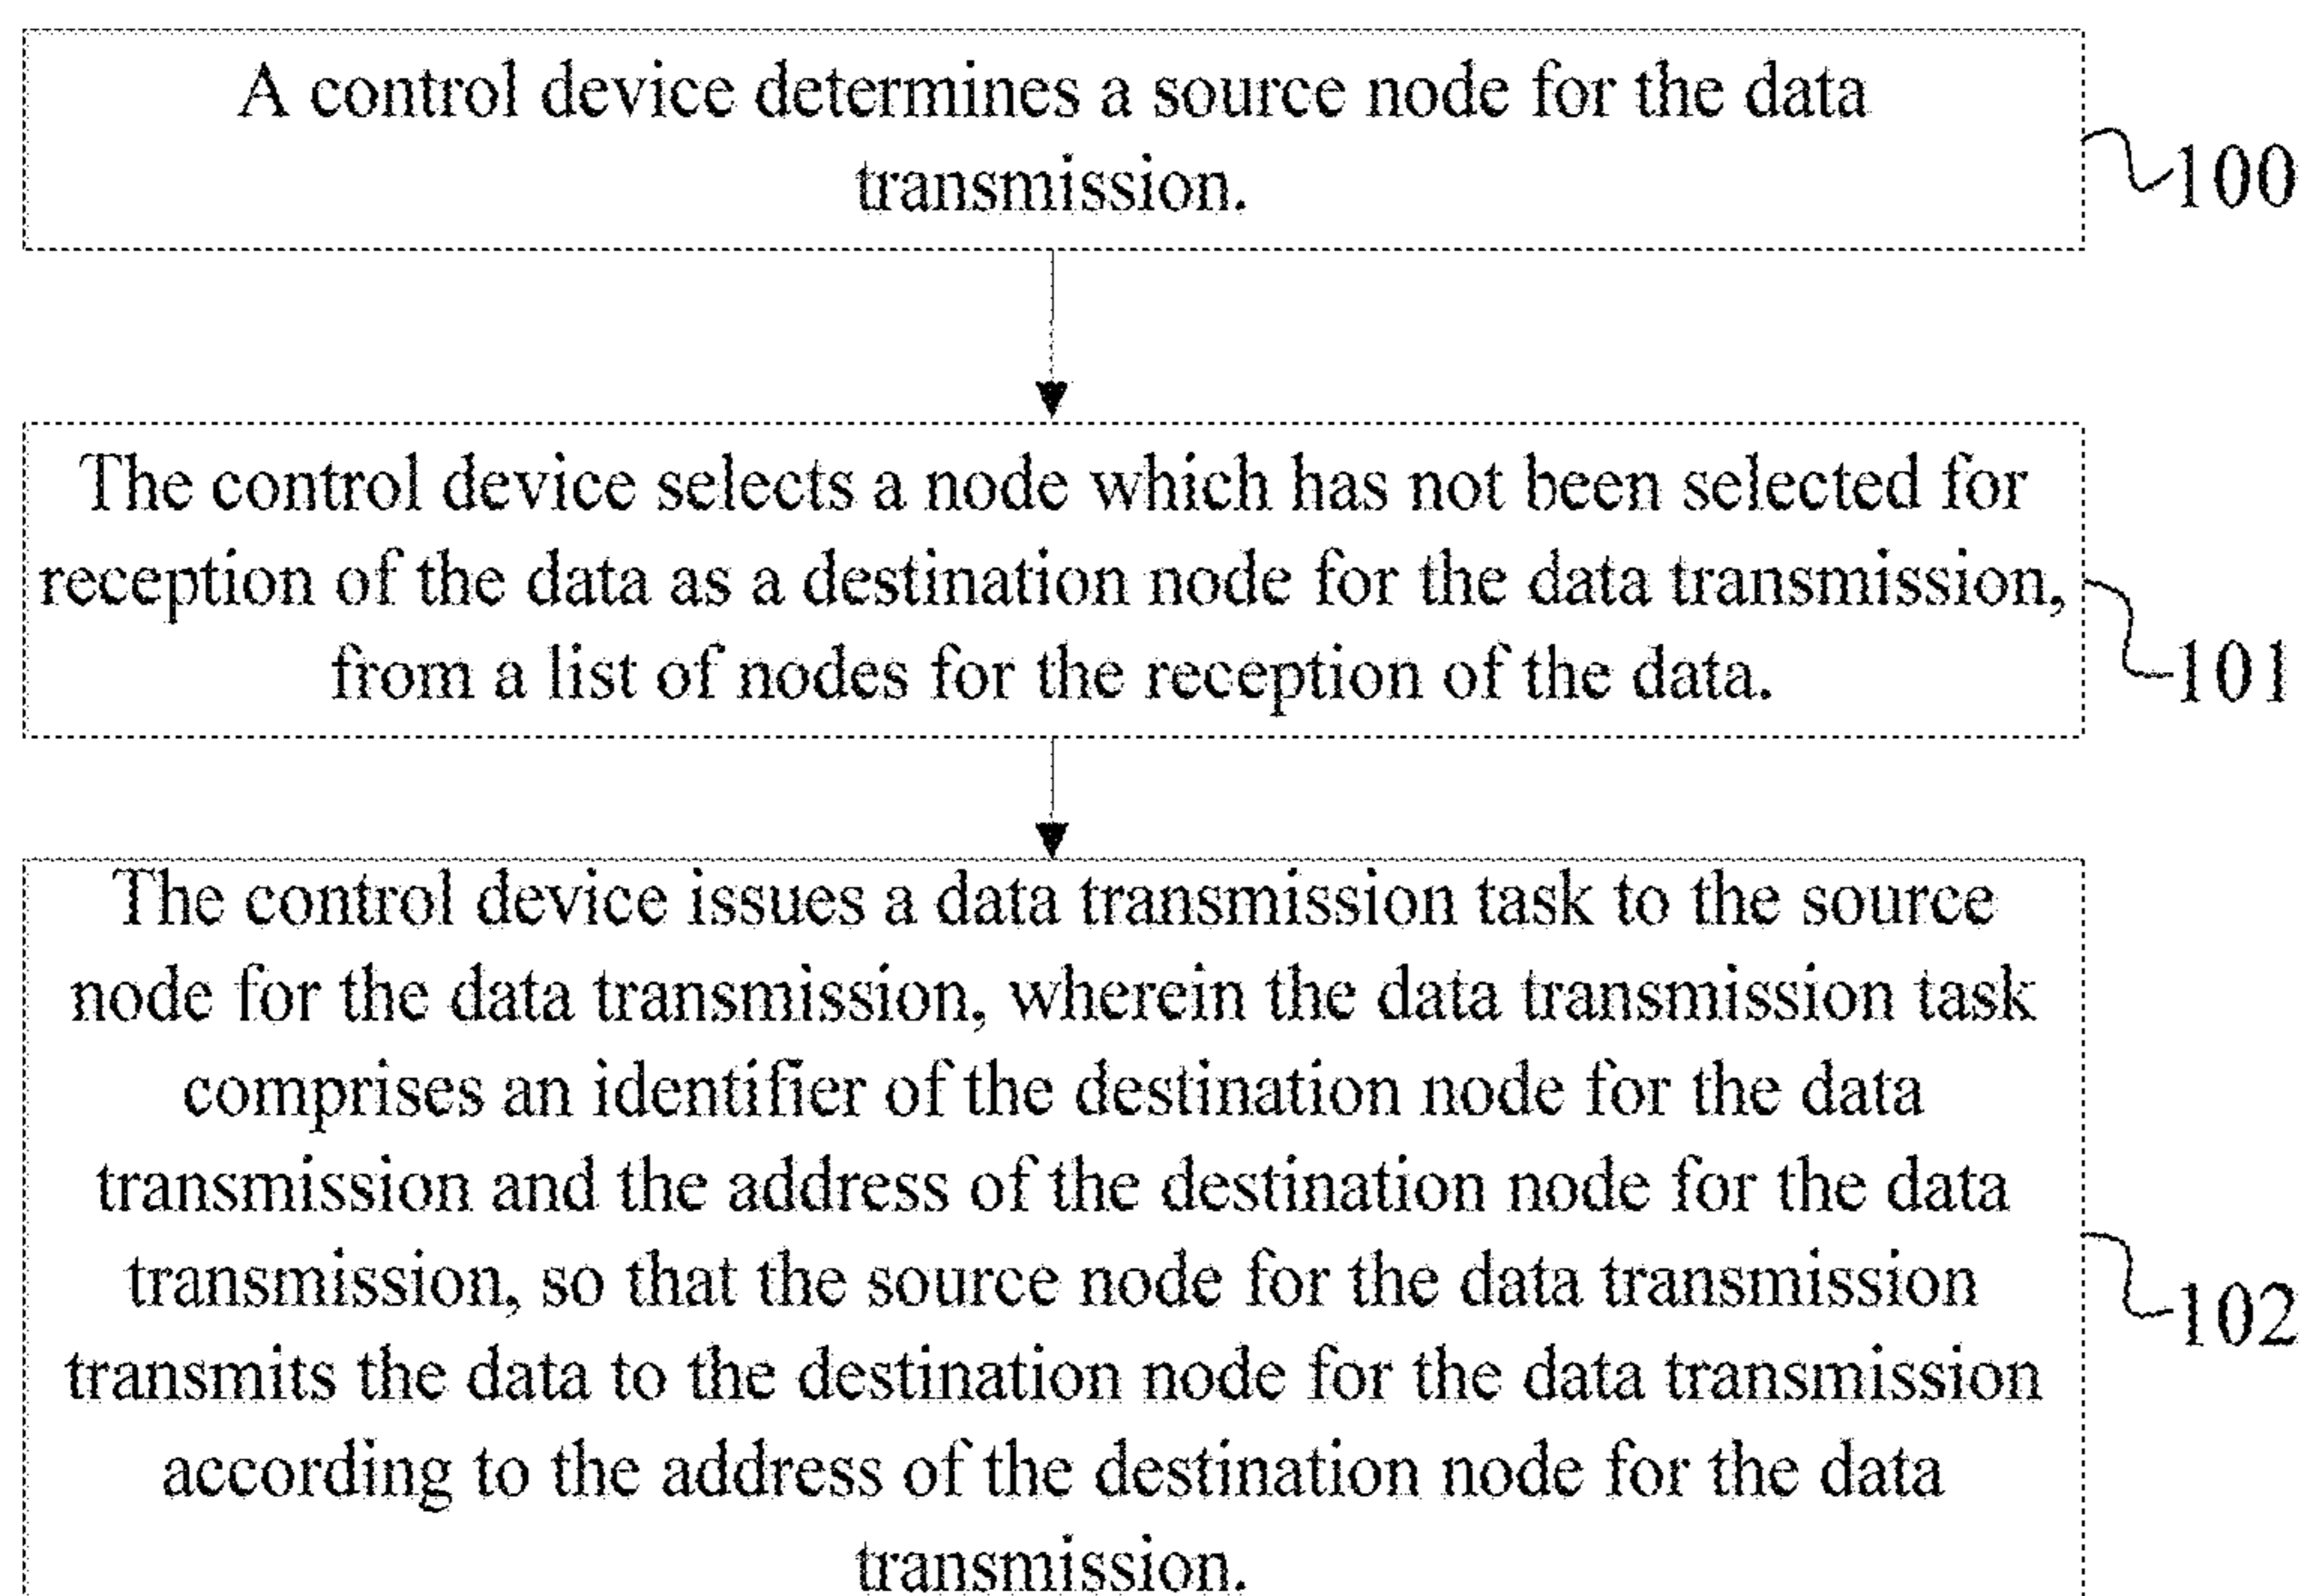 A control device determines a source node for the data
transmission.
100
The control device selects a node which has not been selected for
reception of the data as a destination node for the data transmission,
from a list of nodes for the reception of the data.
101
The control device issues a data transmission task to the source
node for the data transmission, wherein the data transmission task
comprises an identifier of the destination node for the data
transmission and the address of the destination node for the data
transmission, so that the source node for the data transmission
transmits the data to the destination node for the data transmission
according to the address of the destination node for the data
transmission.
102